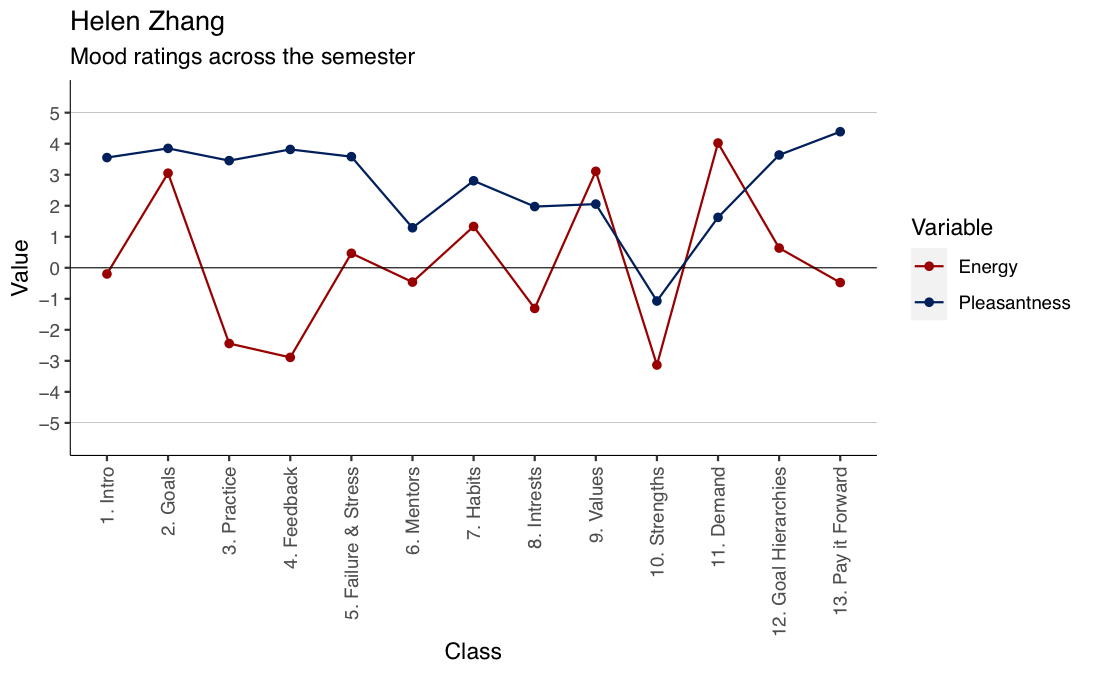 Helen Zhang
Mood ratings across the semester
Value
5
4
3
2
1
0
−1
−2
−3
−4
−5
1. Intro
2. Goals
3. Practice
4. Feedback
5. Failure & Stress
6. Mentors
7. Habits
8. Intrests
9. Values
10. Strengths
11. Demand
12. Goal Hierarchies
13. Pay it Forward
Class
Variable
Energy
Pleasantness